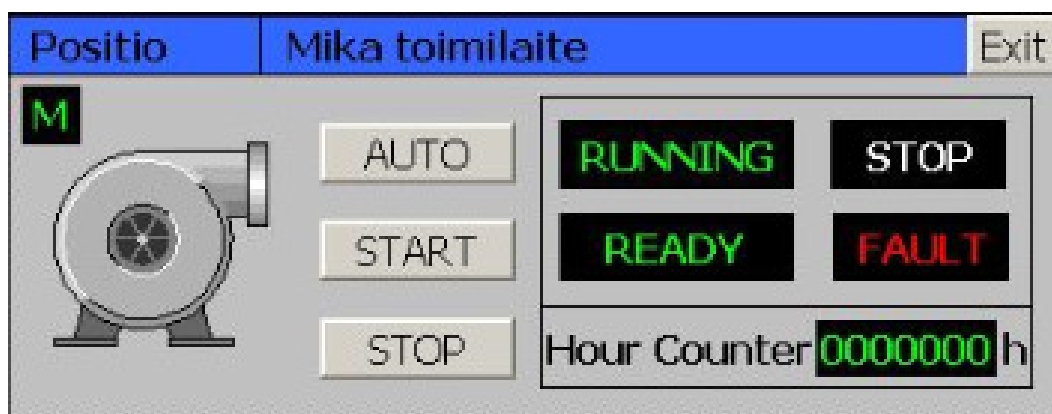 Positio Mika toimilaite Exit
M
AUTO RUNNING STOP
START READY FAULT
STOP Hour Counter 0000000 h